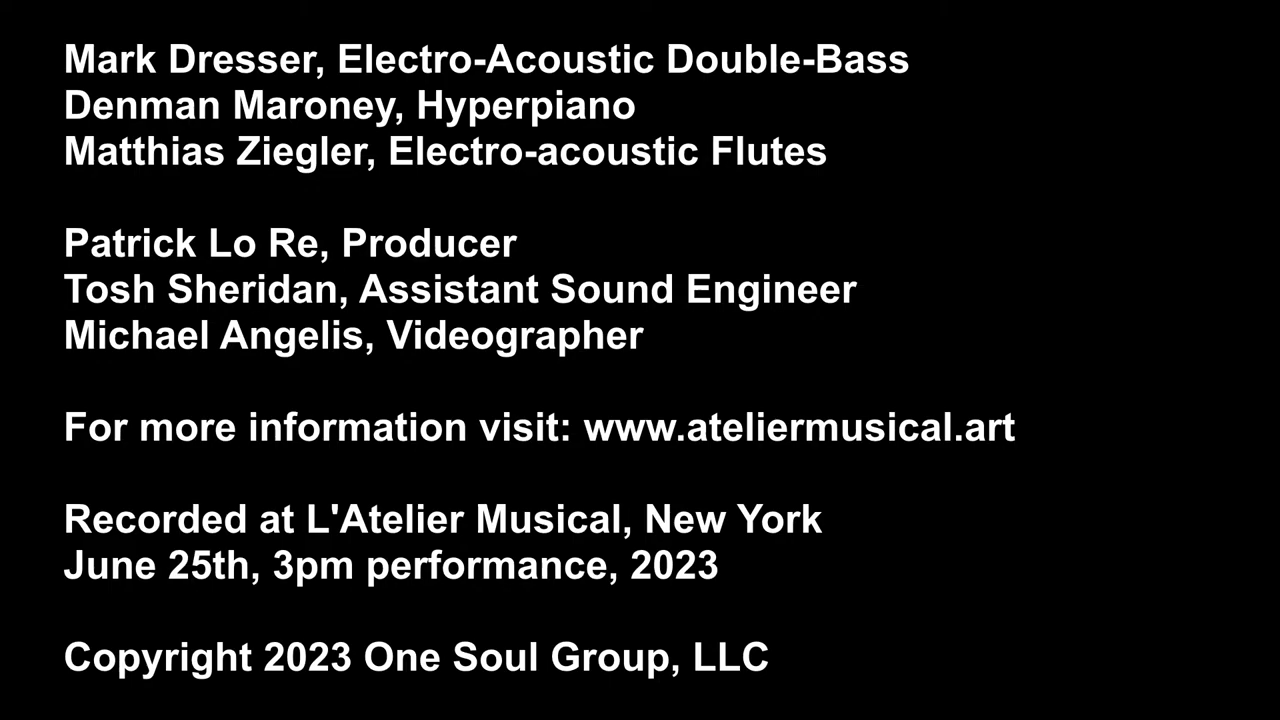 Mark Dresser, Electro-Acoustic Double-Bass
Denman Maroney, Hyperpiano
Matthias Ziegler, Electro-acoustic Flutes
Patrick Lo Re, Producer
Tosh Sheridan, Assistant Sound Engineer
Michael Angelis, Videographer
For more information visit: www.ateliermusical.art
Recorded at L'Atelier Musical, New York
June 25th, 3pm performance, 2023
Copyright 2023 One Soul Group, LLC